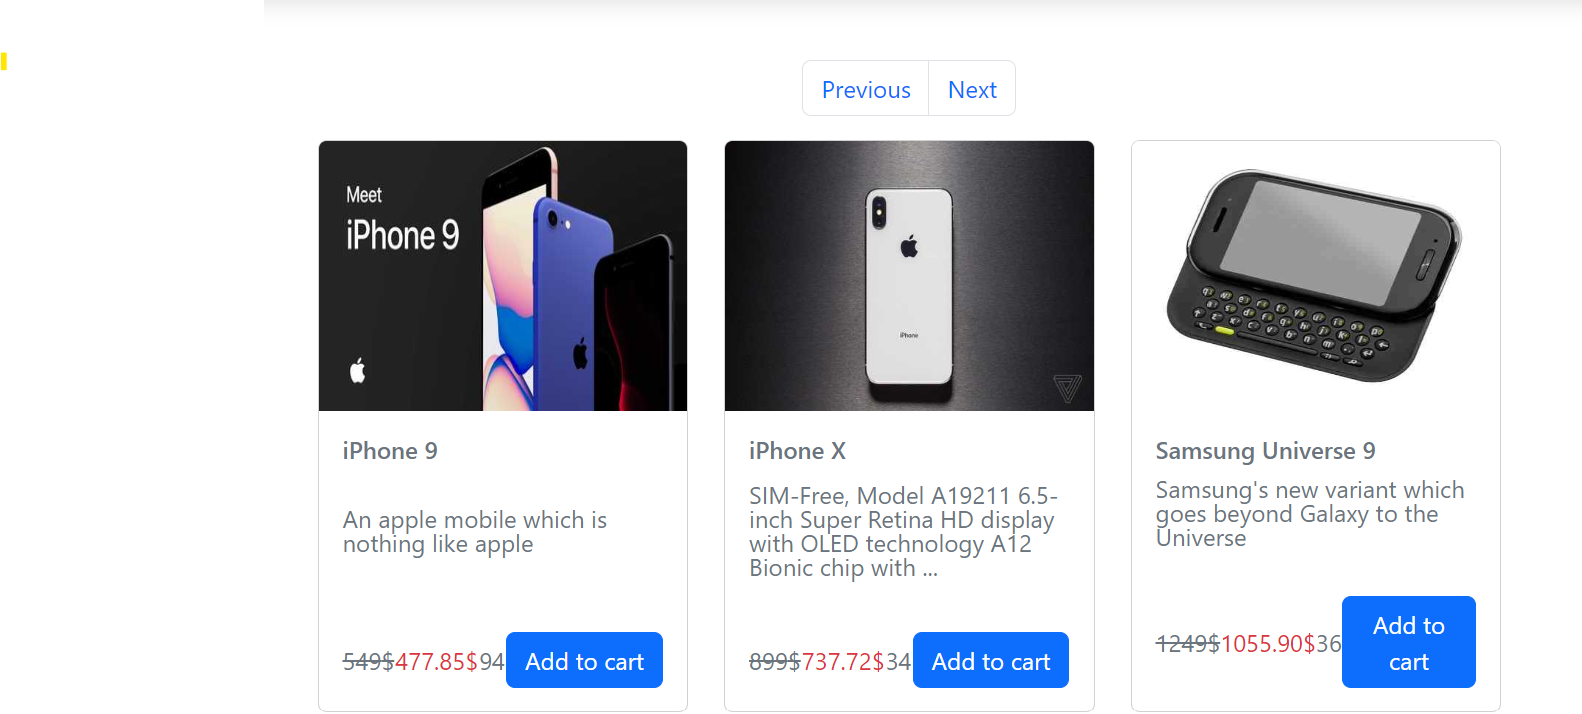 Previous Next
Meet
iPhone 9
iPhone
iPhone 9
An apple mobile which is
nothing like apple
549$477.85$94 Add to cart
iPhone X
SIM-Free, Model A19211 6.5-
inch Super Retina HD display
with OLED technology A12
Bionic chip with ...
899$737.72$34 Add to cart
Samsung Universe 9
Samsung's new variant which
goes beyond Galaxy to the
Universe
1249$1055.90$36 Add to
cart